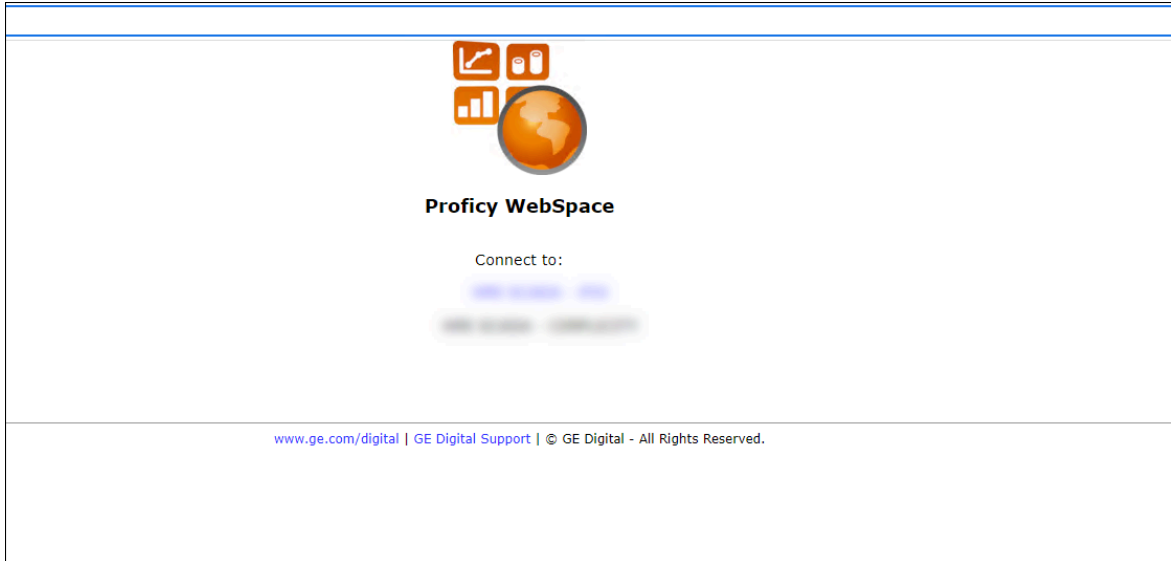 Proficy WebSpace
Connect to:
www.ge.com/digital | GE Digital Support | © GE Digital - All Rights Reserved.